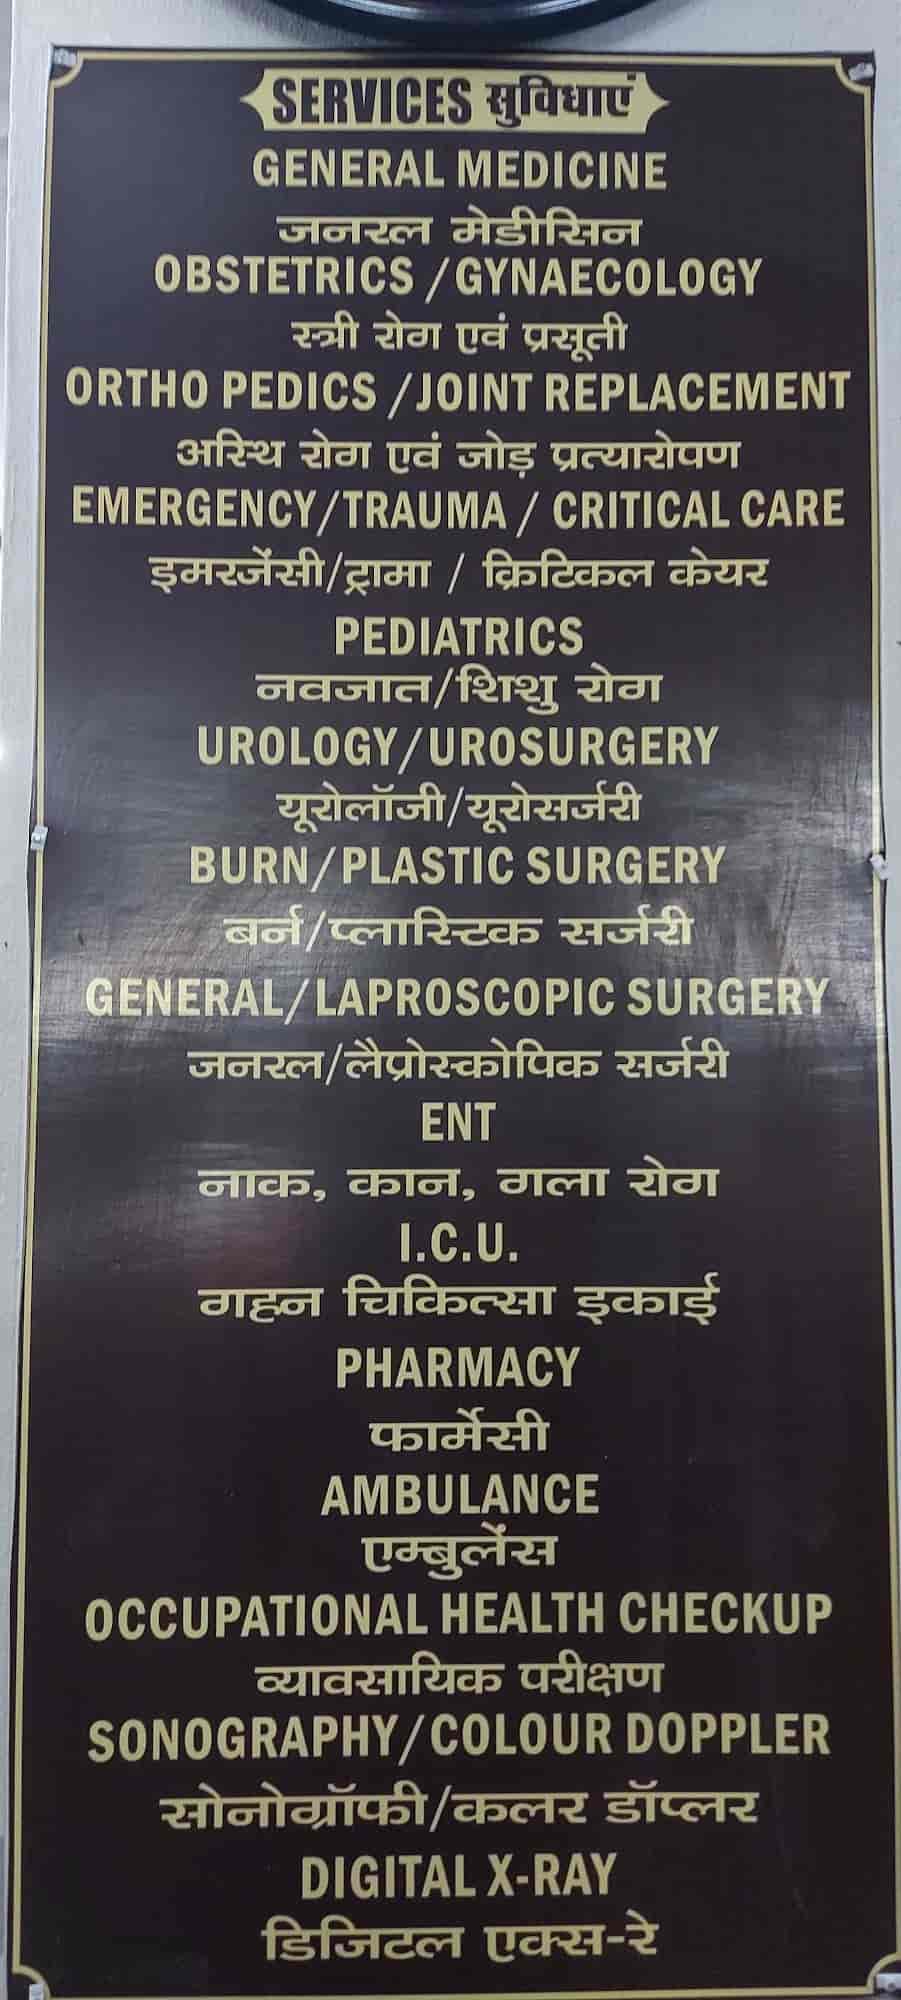 SERVICES सुविधाएं
GENERAL MEDICINE
जनरल मेडीसिन
OBSTETRICS / GYNAECOLOGY
स्त्री रोग एवं प्रसूती
ORTHO PEDICS / JOINT REPLACEMENT
अस्थि रोग एवं जोड़ प्रत्यारोपण
EMERGENCY/TRAUMA / CRITICAL CARE
इमरजेंसी/ट्रामा / क्रिटिकल केयर
PEDIATRICS
नवजात/शिशु रोग
UROLOGY/UROSURGERY
यूरोलॉजी/यूरोसर्जरी
BURN/PLASTIC SURGERY
बर्न/प्लास्टिक सर्जरी
GENERAL/LAPROSCOPIC SURGERY
जनरल/लैप्रोस्कोपिक सर्जरी
ENT
नाक, कान, गला रोग
I.C.U.
गहन चिकित्सा इकाई
PHARMACY
फार्मेसी
AMBULANCE
एम्बुलेंस
OCCUPATIONAL HEALTH CHECKUP
व्यावसायिक परीक्षण
SONOGRAPHY/COLOUR DOPPLER
सोनोग्रॉफी/कलर डॉप्लर
DIGITAL X-RAY
डिजिटल एक्स-रे